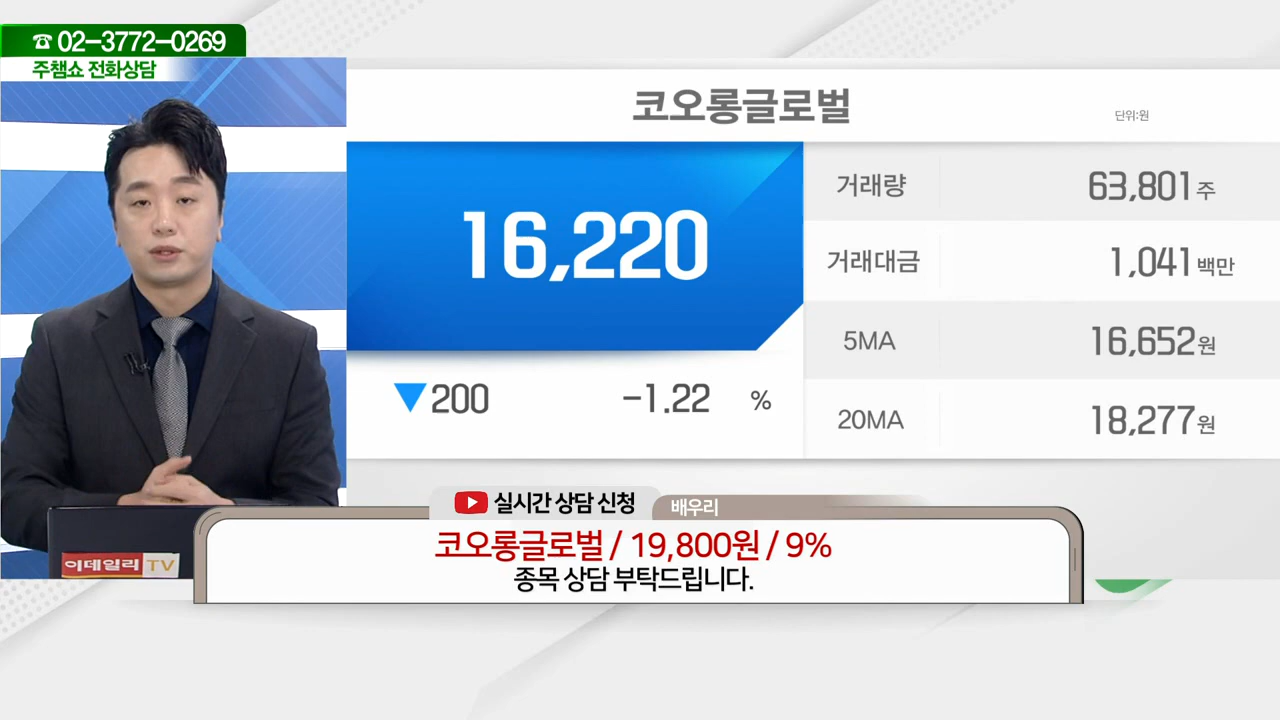 ☎ 02-3772-0269
주챔쇼 전화상담
코오롱글로벌
단위:원
16,220
▼200 -1.22 %
거래량 63,801 주
거래대금 1,041 백만
5MA 16,652 원
20MA 18,277 원
실시간 상담 신청
배우리
코오롱글로벌 / 19,800원 / 9%
종목 상담 부탁드립니다.
이데일리 TV